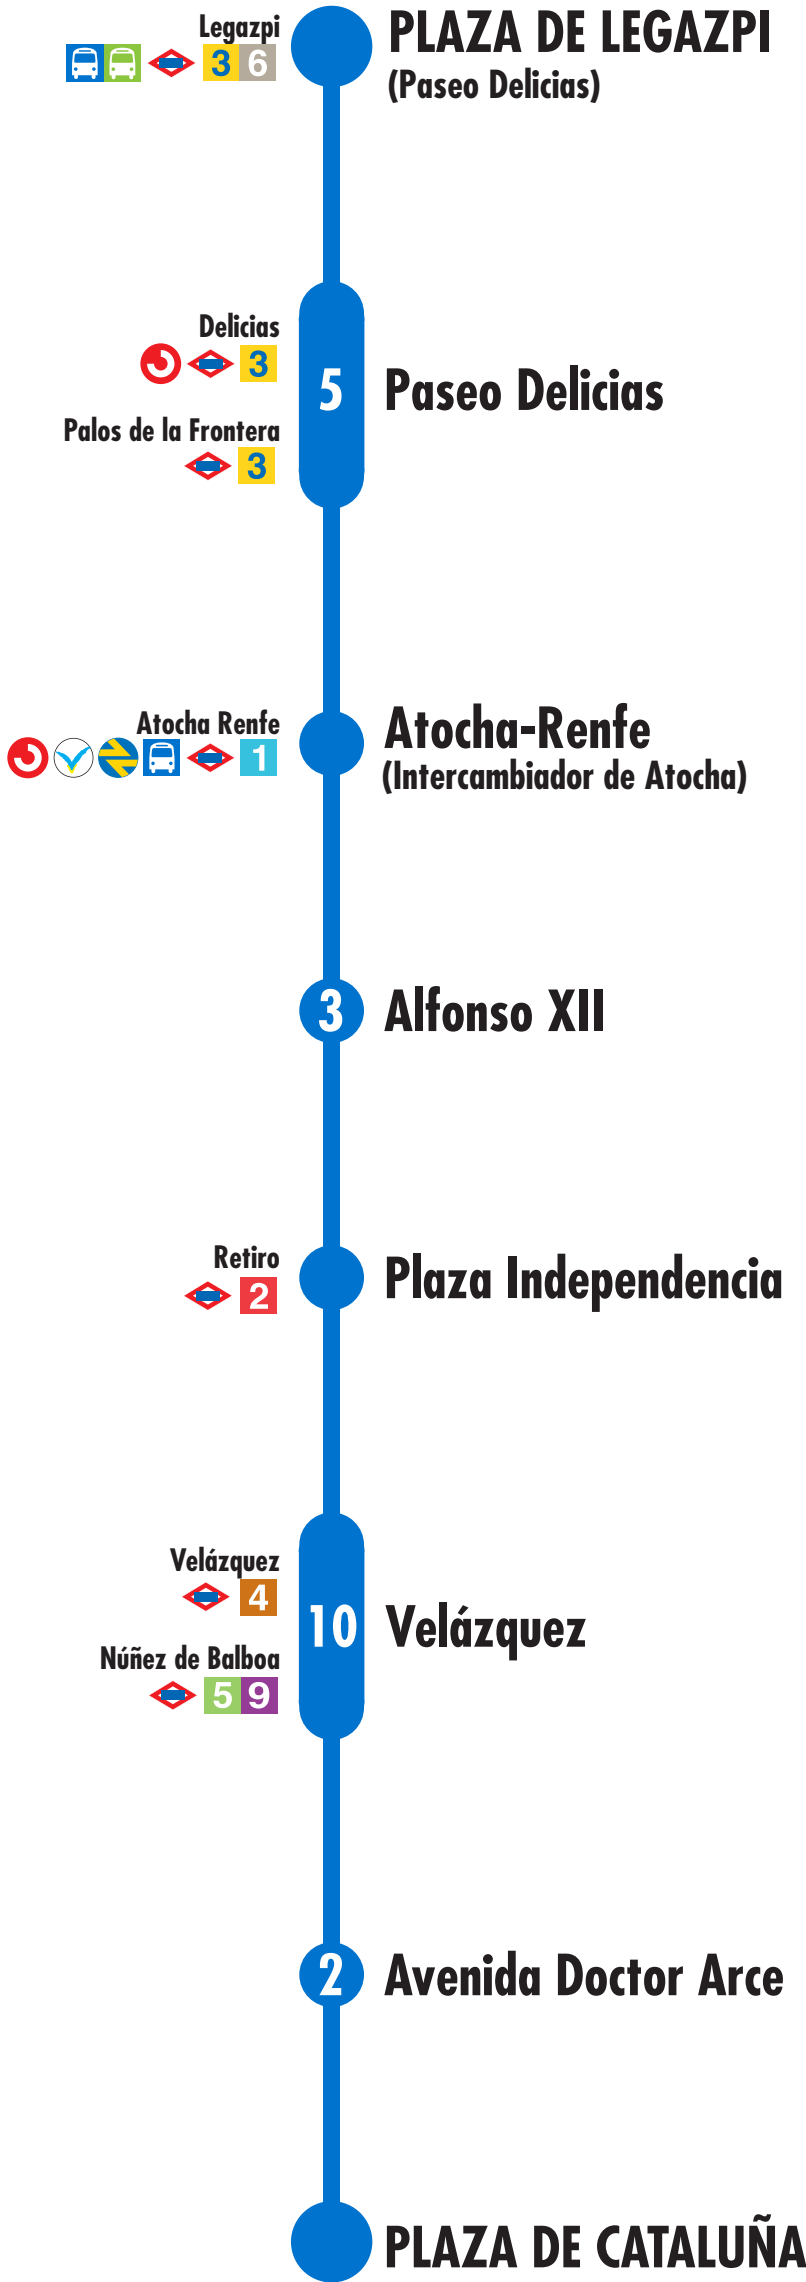 Legazpi
3 6
PLAZA DE LEGAZPI
(Paseo Delicias)
Delicias
3
Palos de la Frontera
3
5
Paseo Delicias
Atocha Renfe
1
Atocha-Renfe
(Intercambiador de Atocha)
3
Alfonso XII
Retiro
2
Plaza Independencia
Velázquez
4
Núñez de Balboa
5 9
10
Velázquez
2
Avenida Doctor Arce
PLAZA DE CATALUÑA